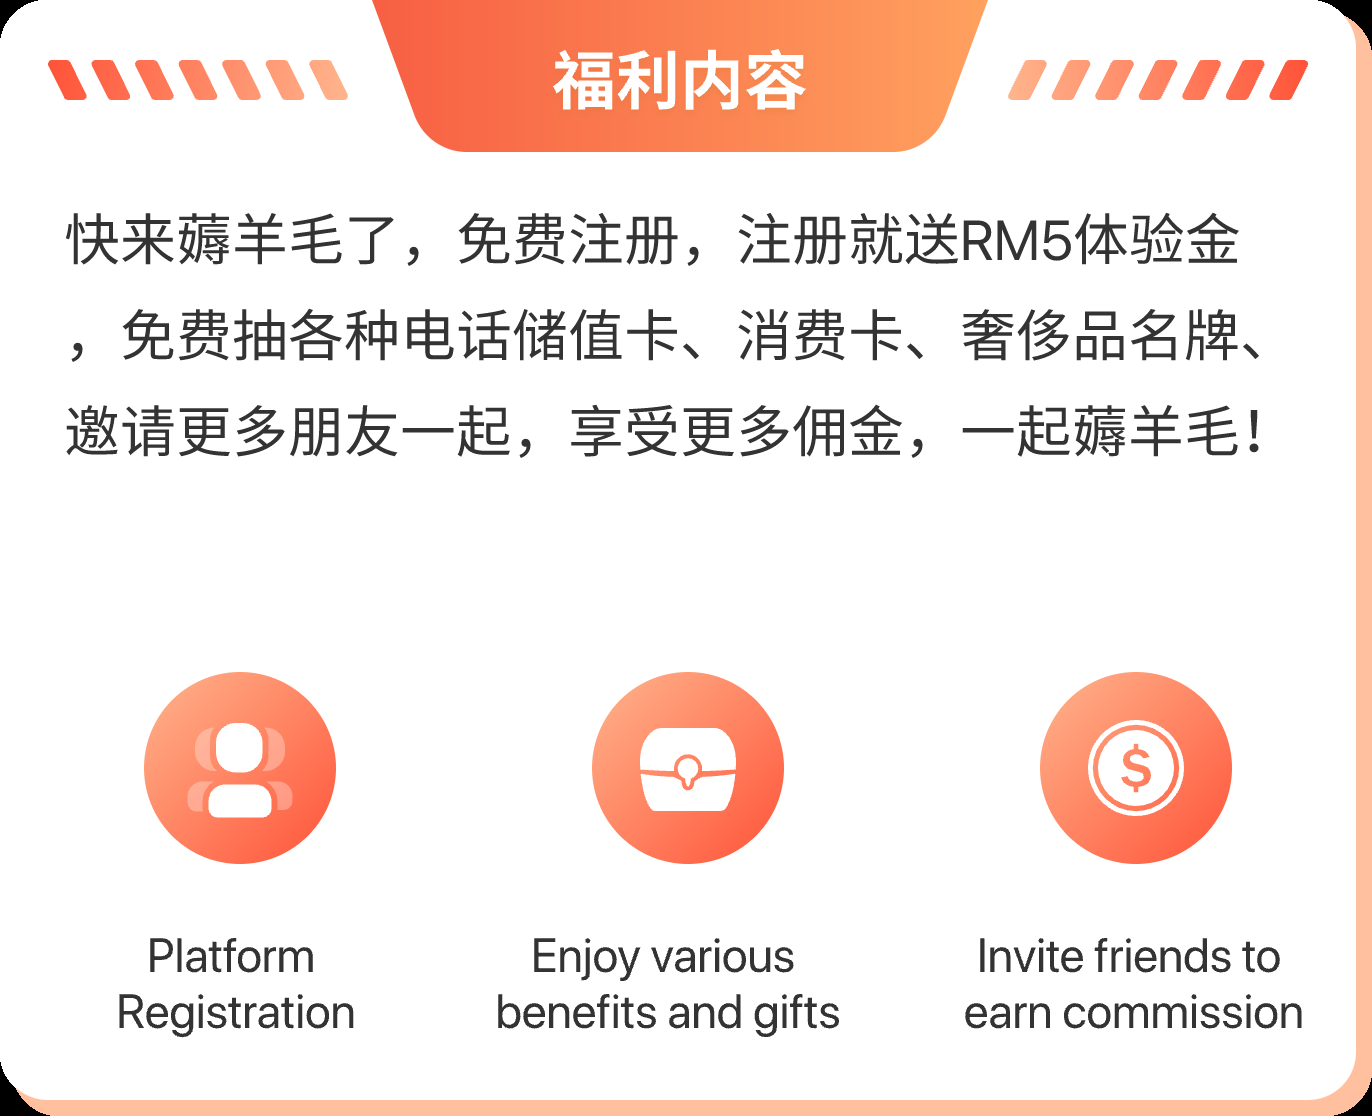 福利内容
快来薅羊毛了，免费注册，注册就送RM5体验金
，免费抽各种电话储值卡、消费卡、奢侈品名牌、
邀请更多朋友一起，享受更多佣金，一起薅羊毛！
Platform
Registration
Enjoy various
benefits and gifts
Invite friends to
earn commission